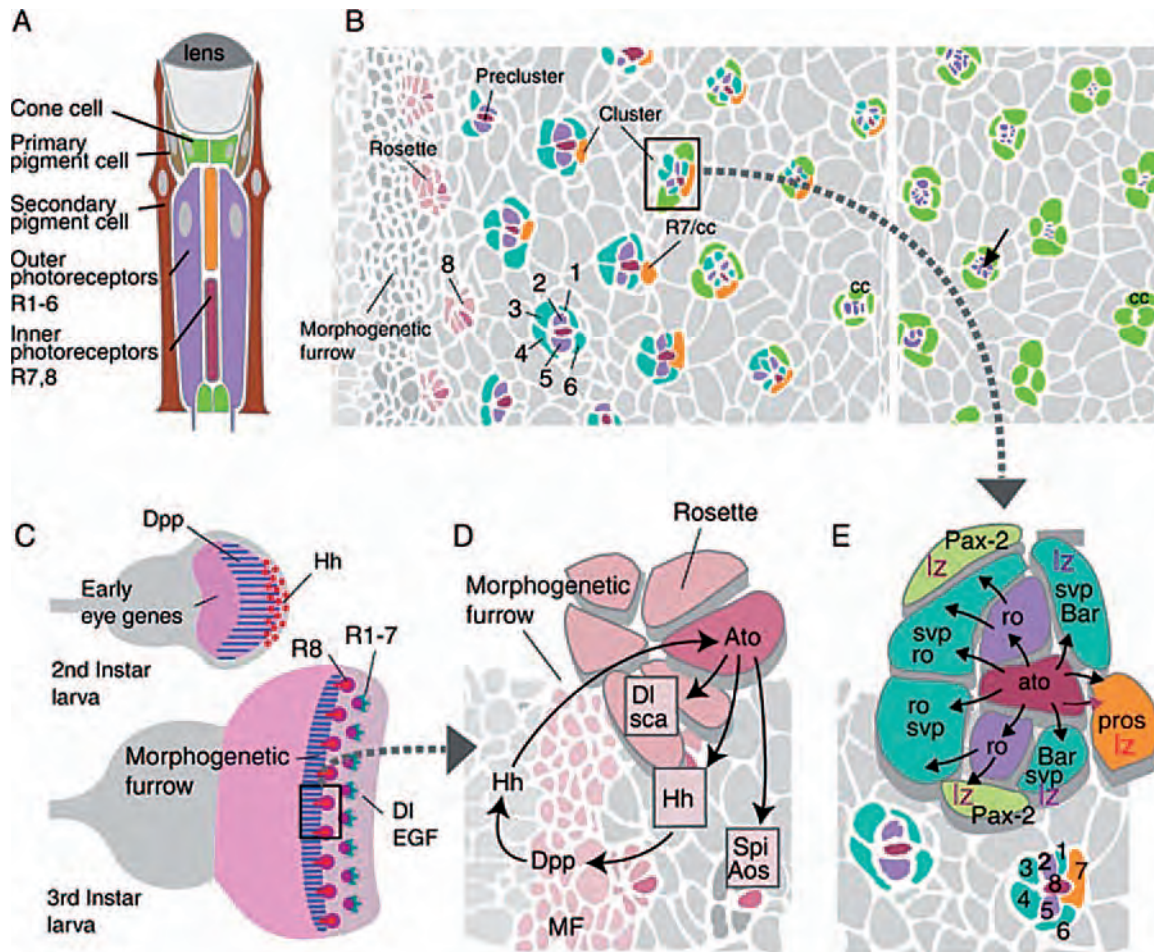 A
lens
Cone cell
Primary
pigment cell
Secondary
pigment cell
Outer
photoreceptors
R1-6
Inner
photoreceptors
R7,8
B
Precluster
Cluster
Rosette
R7/cc
8
1
2
3
4
5
6
Morphogenetic
furrow
cc
cc
C
Dpp
Hh
Early
eye genes
2nd Instar
larva
R8
R1-7
Morphogenetic
furrow
Dl
EGF
3rd Instar
larva
D
Rosette
Morphogenetic
furrow
Ato
Dl
sca
Hh
Hh
Spi
Aos
Dpp
MF
E
Pax-2
lz
lz
svp
Bar
ro
svp
ro
ato
ro
svp
pros
lz
ro
Bar
svp
lz
lz
Pax-2
1
2
3
7
8
4
5
6